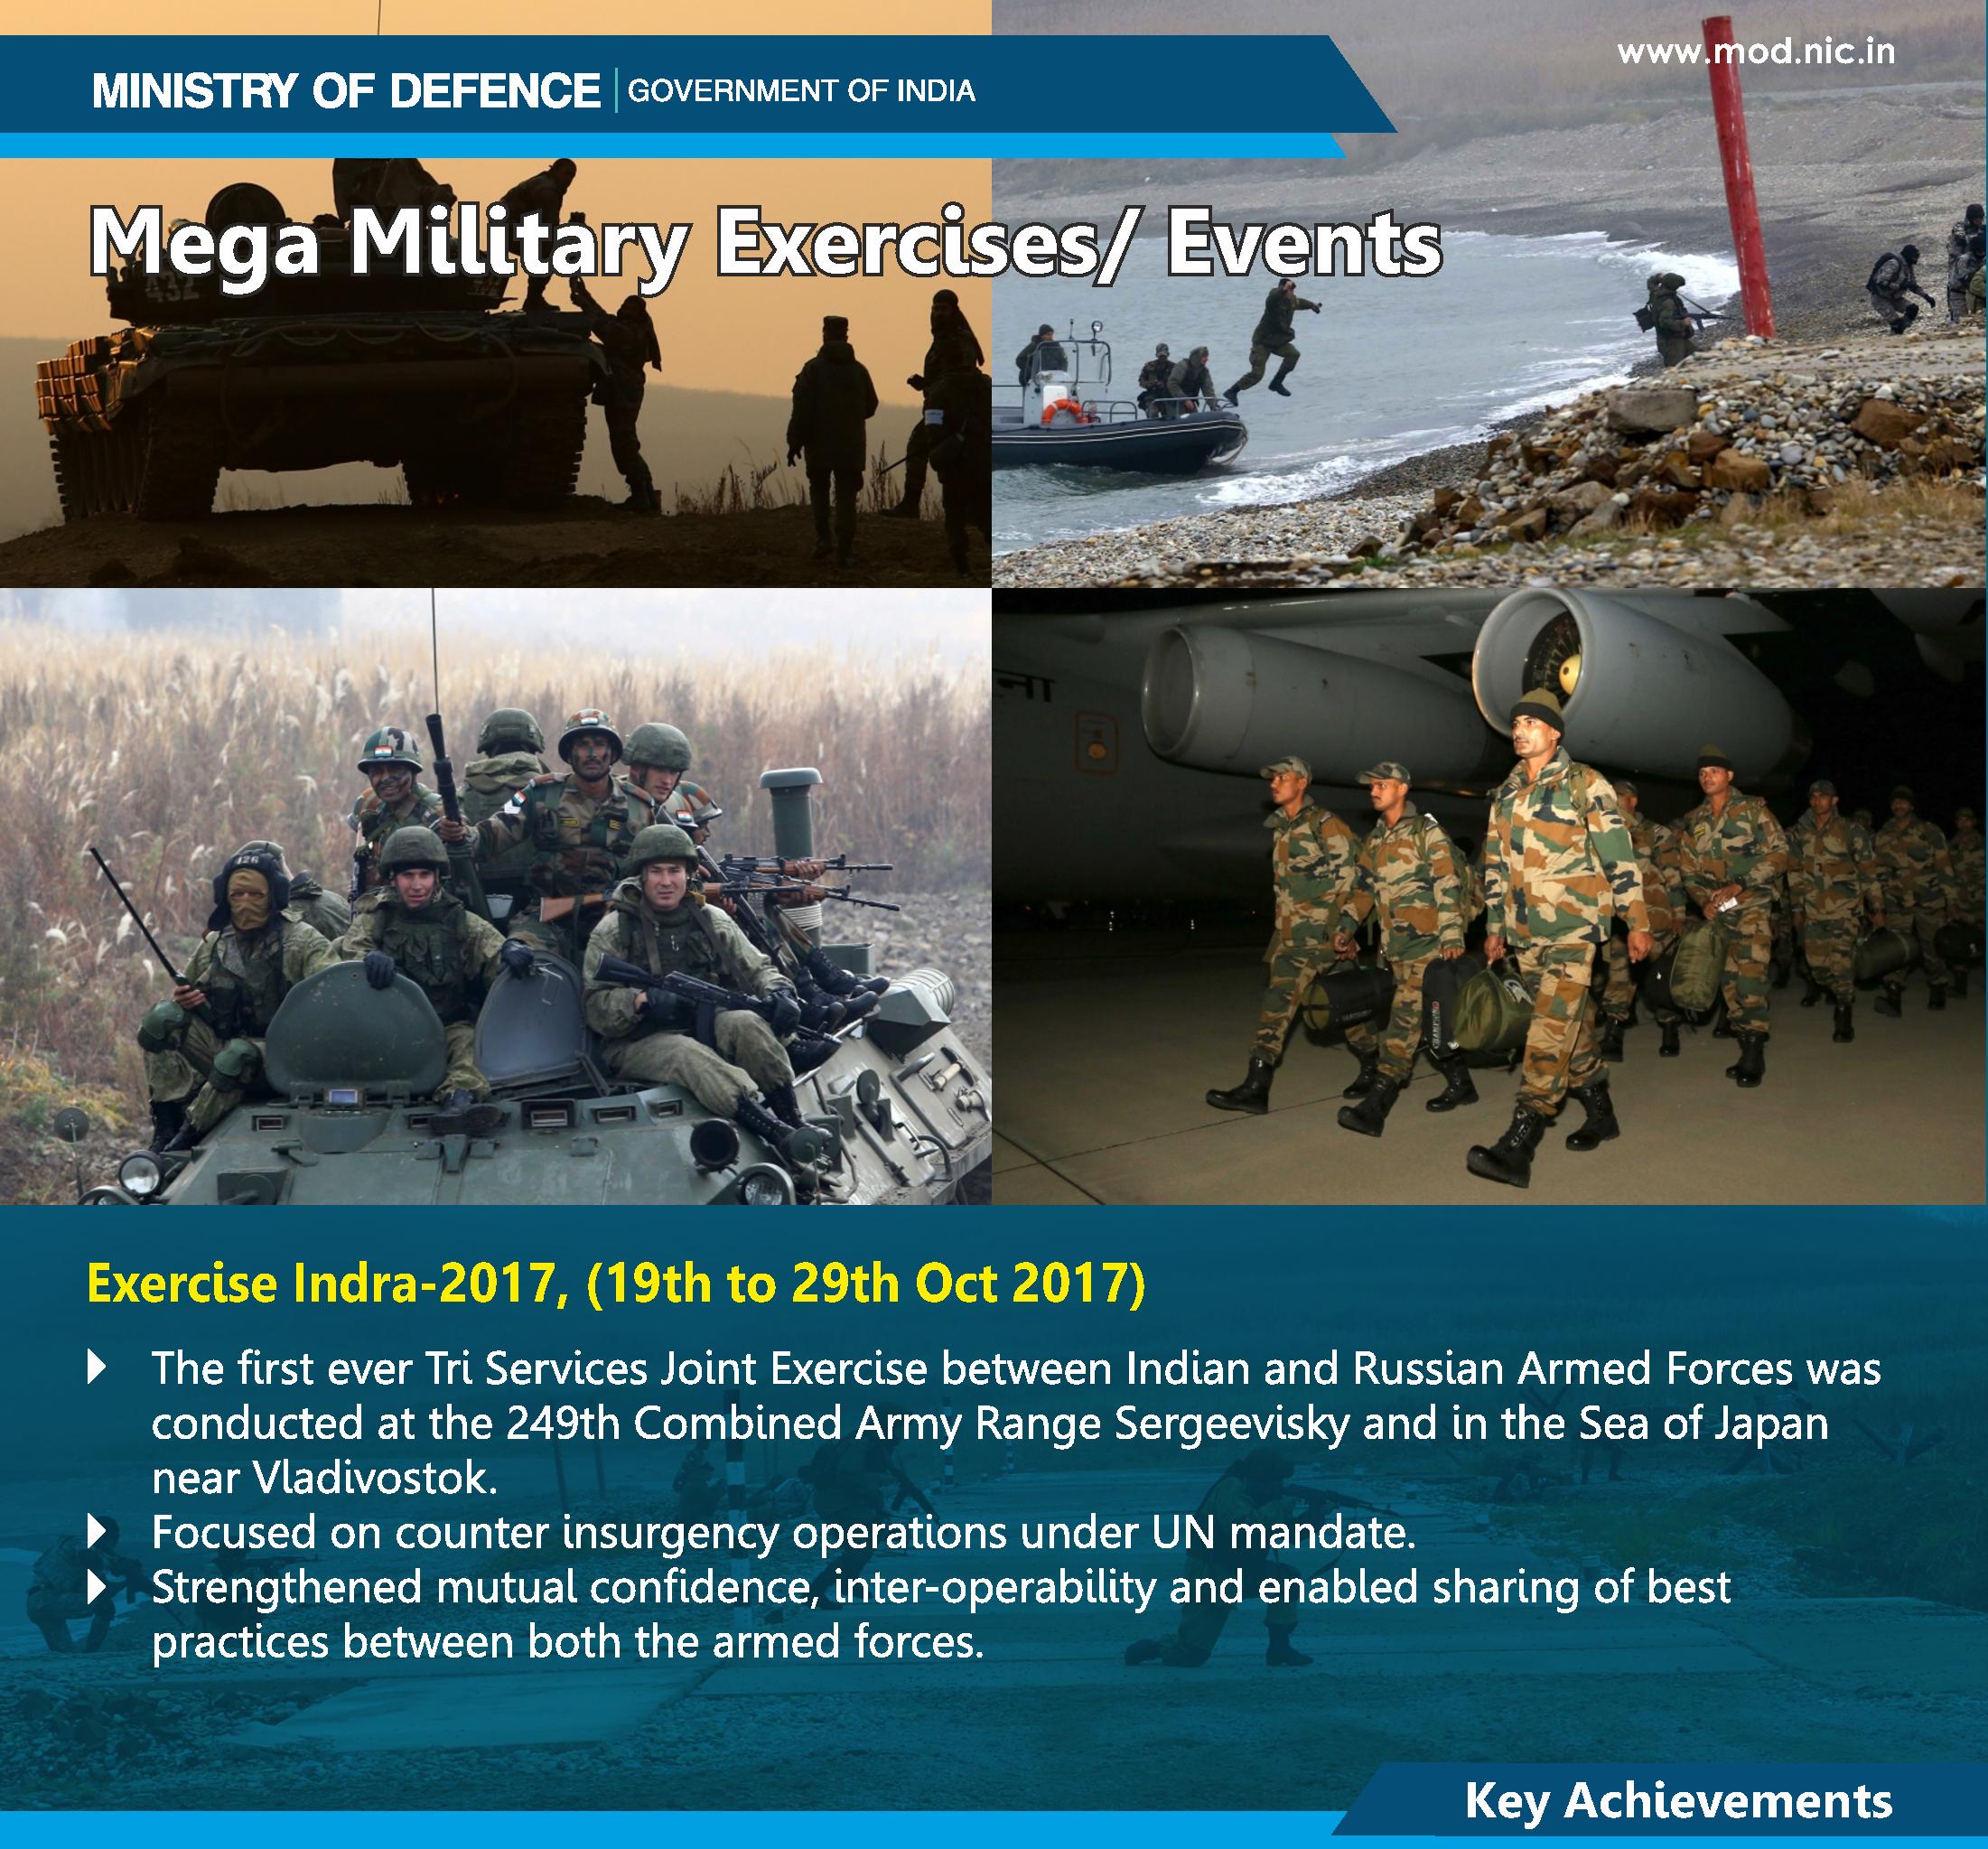 www.mod.nic.in
MINISTRY OF DEFENCE | GOVERNMENT OF INDIA
Mega Military Exercises/ Events
432
426
Exercise Indra-2017, (19th to 29th Oct 2017)
The first ever Tri Services Joint Exercise between Indian and Russian Armed Forces was
conducted at the 249th Combined Army Range Sergeevisky and in the Sea of Japan
near Vladivostok.
Focused on counter insurgency operations under UN mandate.
Strengthened mutual confidence, inter-operability and enabled sharing of best
practices between both the armed forces.
Key Achievements